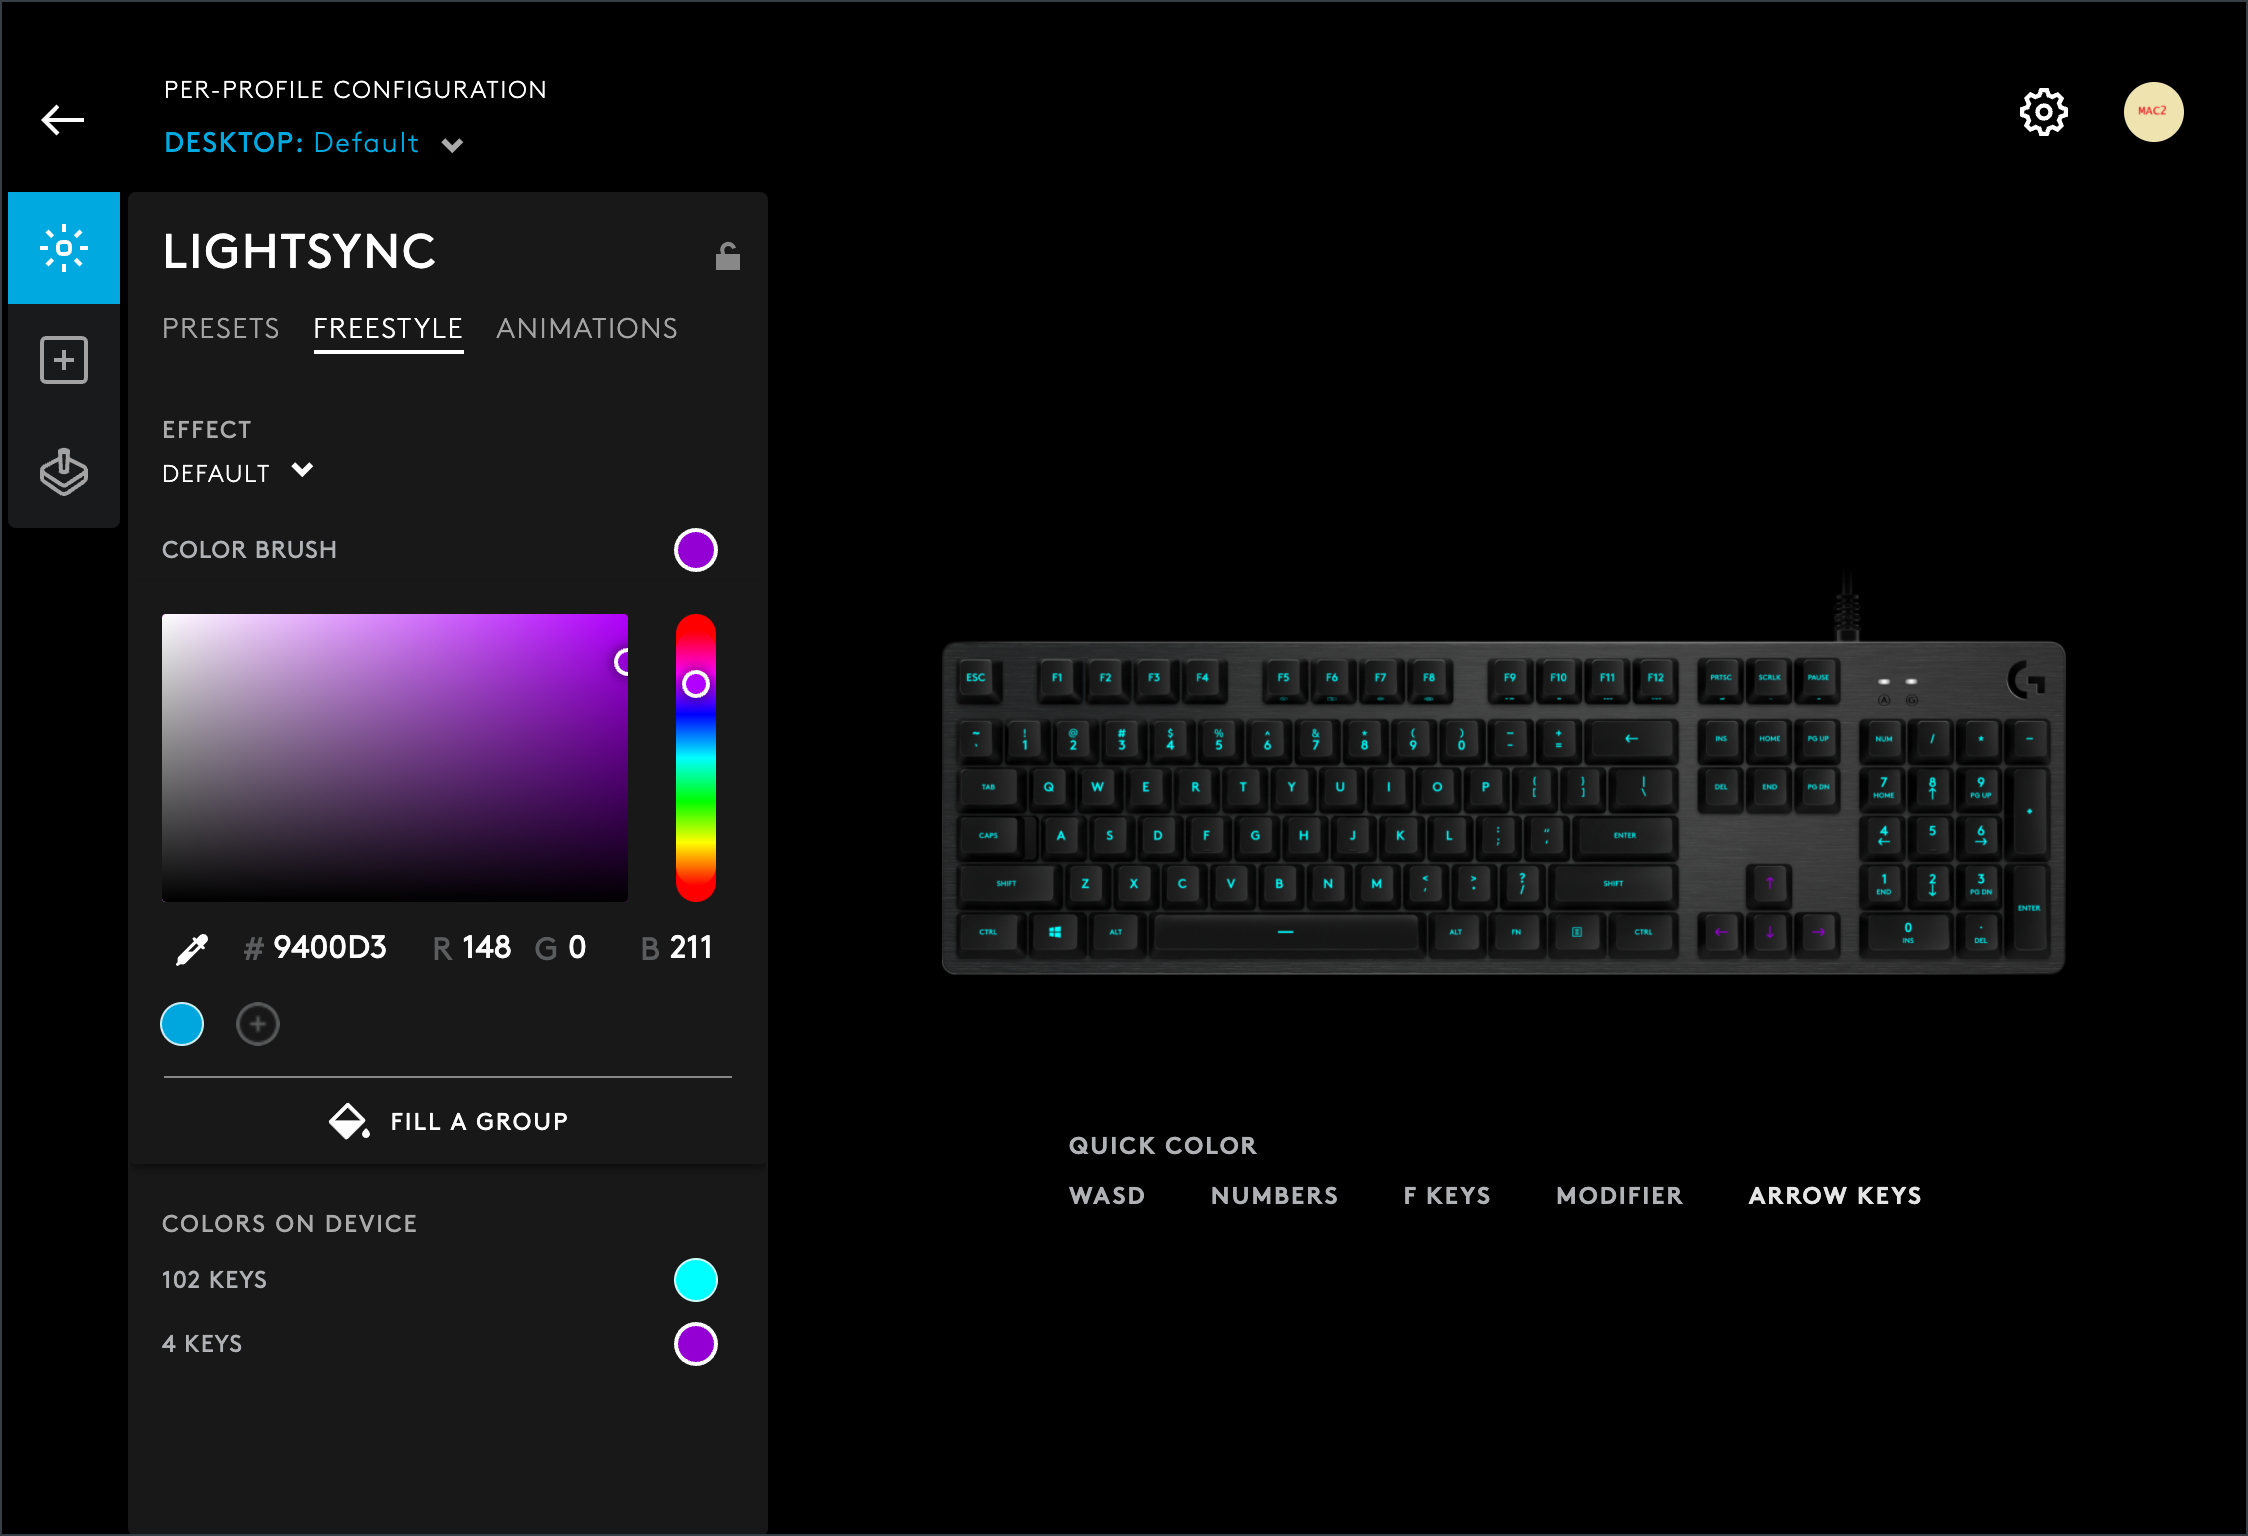 PER-PROFILE CONFIGURATION
DESKTOP: Default
MAC2
LIGHTSYNC
PRESETS FREESTYLE ANIMATIONS
EFFECT
DEFAULT
COLOR BRUSH
# 9400D3 R 148 G 0 B 211
FILL A GROUP
COLORS ON DEVICE
102 KEYS
4 KEYS
ESC F1 F2 F3 F4 F5 F6 F7 F8 F9 F10 F11 F12 PRTSC SCRLK PAUSE
A G
~ ! @ # $ % ^ & * ( ) - +
` 1 2 3 4 5 6 7 8 9 0 - = ← INS HOME PG UP NUM / * -
TAB Q W E R T Y U I O P { } |
[ ] \ DEL END PG DN 7 8 9 +
HOME ↑ PG UP
CAPS A S D F G H J K L : " ENTER 4 5 6
; ' ← →
SHIFT Z X C V B N M < > ? SHIFT ↑ 1 2 3
, . / END ↓ PG DN ENTER
CTRL ALT ALT FN CTRL ← ↓ → 0 .
INS DEL
QUICK COLOR
WASD NUMBERS F KEYS MODIFIER ARROW KEYS